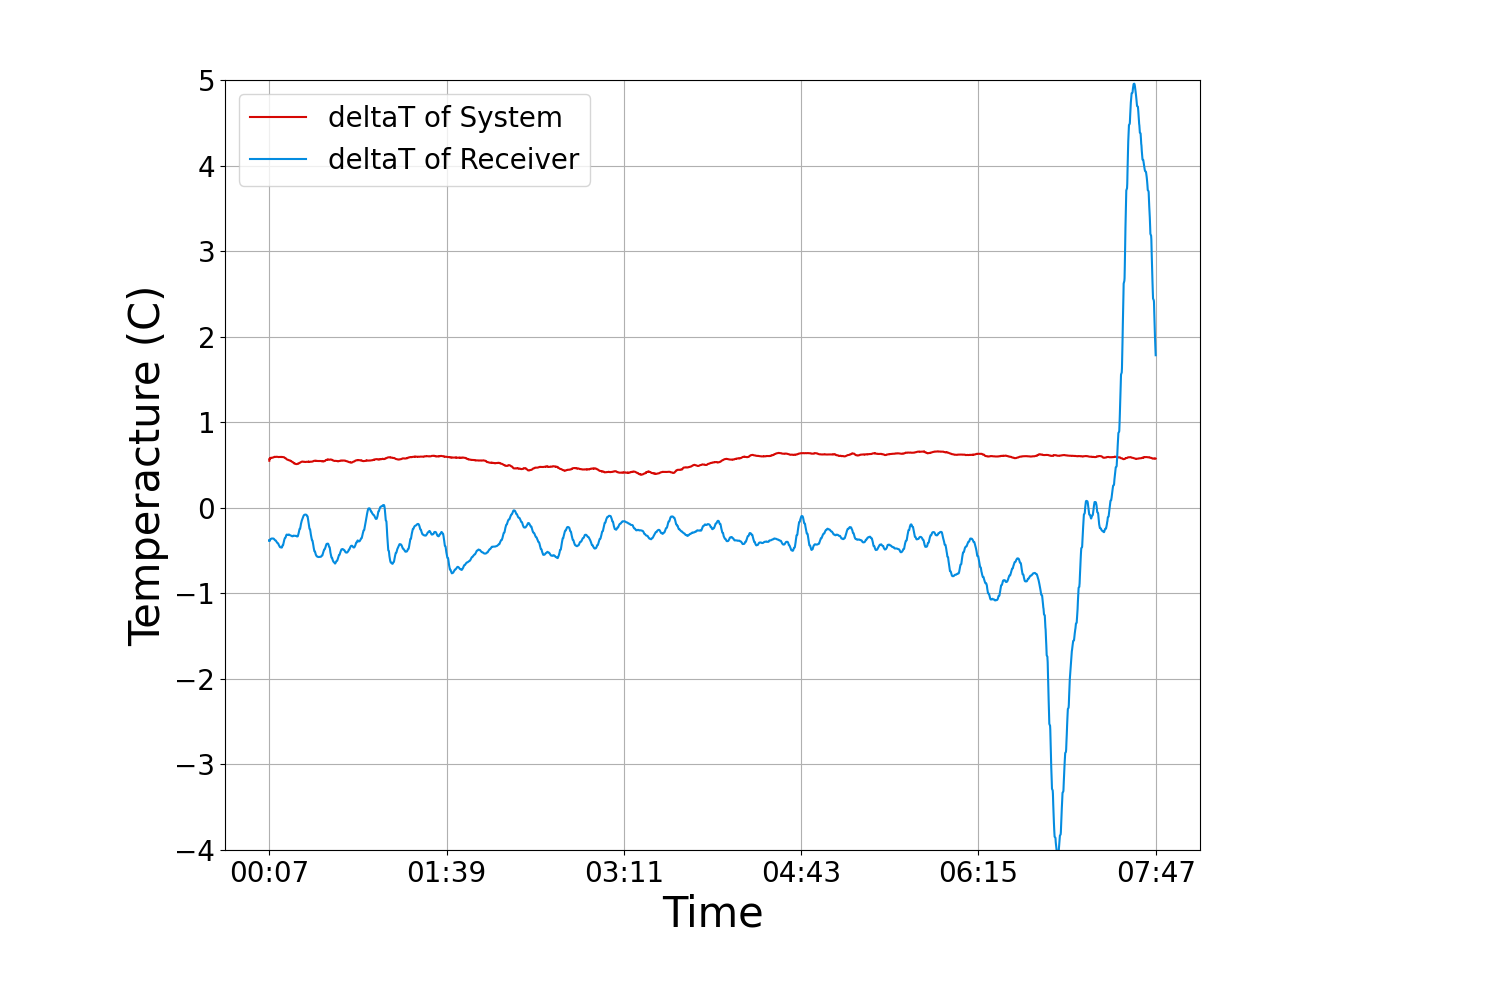 deltaT of System
deltaT of Receiver
5
4
3
2
1
0
−1
−2
−3
−4
Temperacture (C)
00:07 01:39 03:11 04:43 06:15 07:47
Time